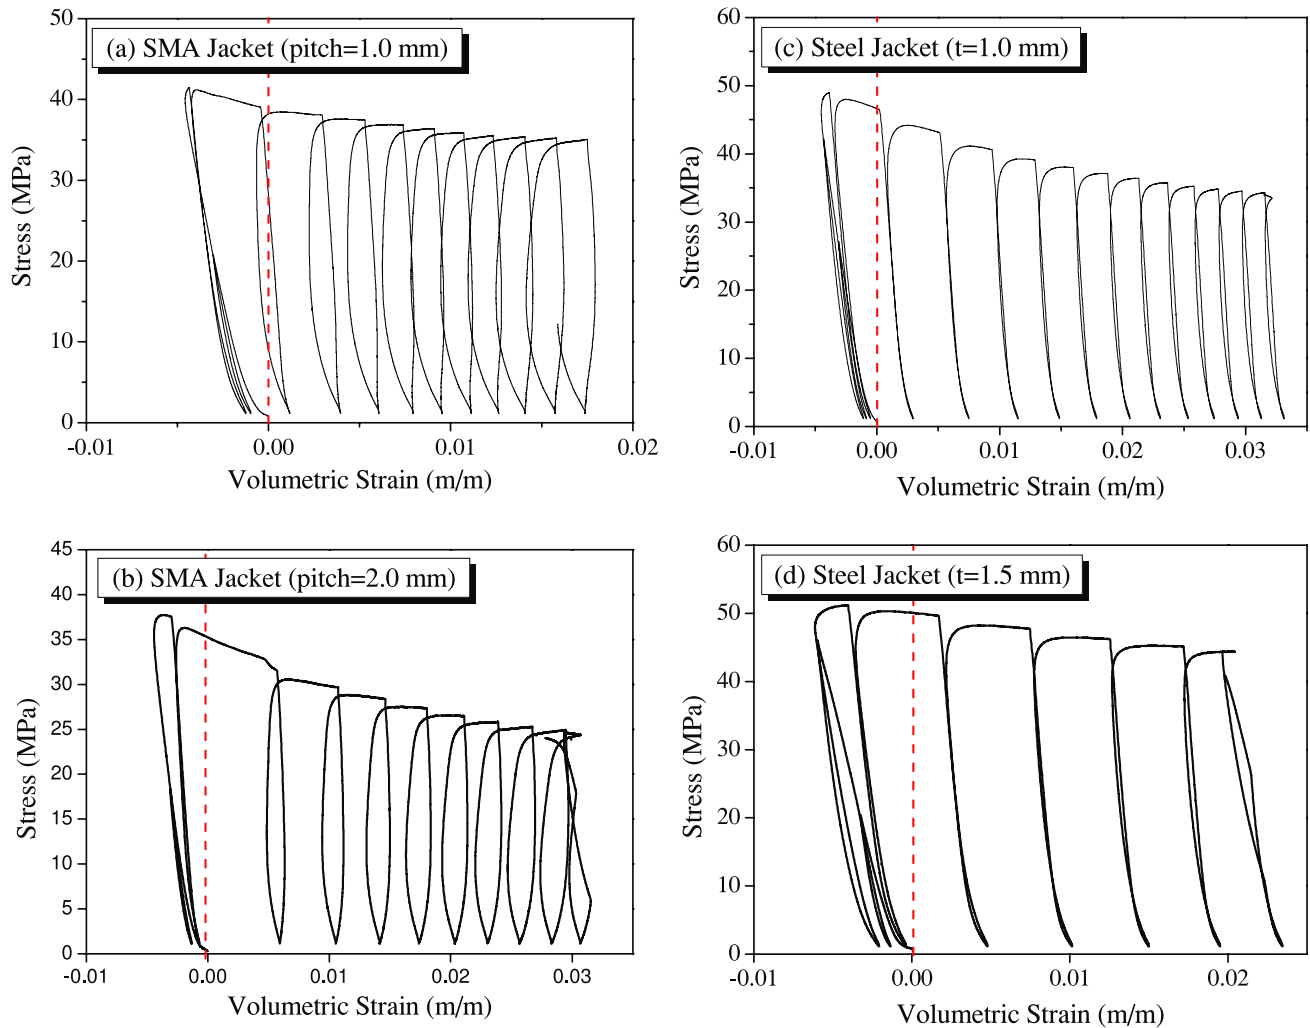 50
(a) SMA Jacket (pitch=1.0 mm)
40
30
20
10
0
Stress (MPa)
-0.01 0.00 0.01 0.02
Volumetric Strain (m/m)
60
(c) Steel Jacket (t=1.0 mm)
50
40
30
20
10
0
Stress (MPa)
-0.01 0.00 0.01 0.02 0.03
Volumetric Strain (m/m)
45
(b) SMA Jacket (pitch=2.0 mm)
40
35
30
25
20
15
10
5
0
Stress (MPa)
-0.01 0.00 0.01 0.02 0.03
Volumetric Strain (m/m)
60
(d) Steel Jacket (t=1.5 mm)
50
40
30
20
10
0
Stress (MPa)
-0.01 0.00 0.01 0.02
Volumetric Strain (m/m)